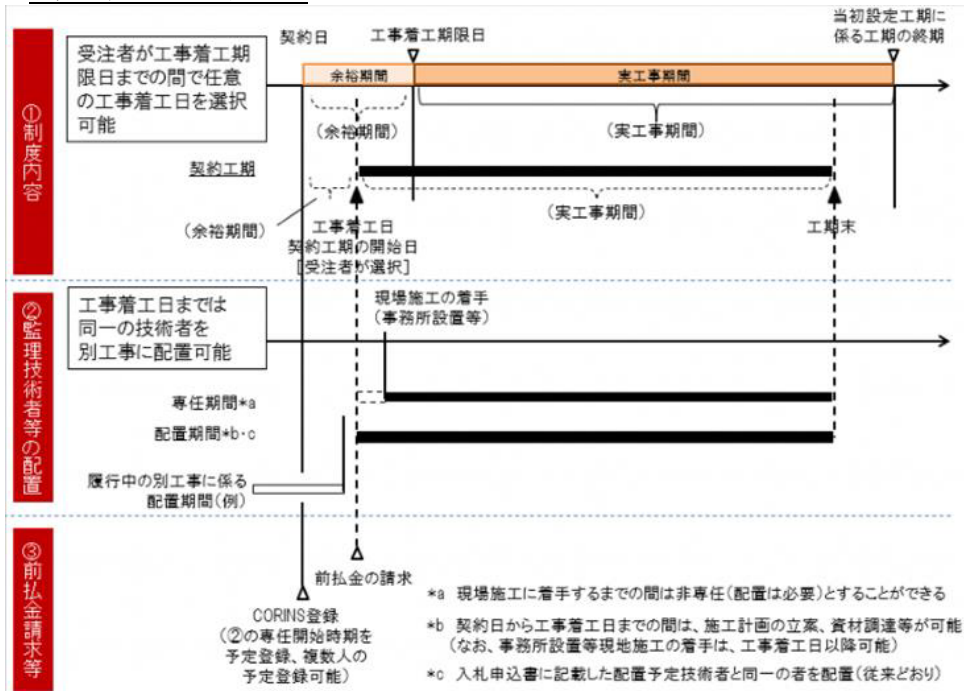 ①制度内容
受注者が工事着工期
限日までの間で任意
の工事着工日を選択
可能
契約日
工事着工期限日
当初設定工期に
係る工期の終期
余裕期間
実工事期間
(余裕期間)
(実工事期間)
契約工期
(余裕期間)
(実工事期間)
工事着工日
契約工期の開始日
[受注者が選択]
工期末
②監理技術者等の配置
工事着工日までは
同一の技術者を
別工事に配置可能
現場施工の着手
(事務所設置等)
専任期間*a
配置期間*b・c
履行中の別工事に係る
配置期間(例)
③前払金請求等
前払金の請求
CORINS登録
(②の専任開始時期を
予定登録、複数人の
予定登録可能)
*a 現場施工に着手するまでの間は非専任(配置は必要)とすることができる
*b 契約日から工事着工日までの間は、施工計画の立案、資材調達等が可能
(なお、事務所設置等現地施工の着手は、工事着工日以降可能)
*c 入札申込書に記載した配置予定技術者と同一の者を配置(従来どおり)